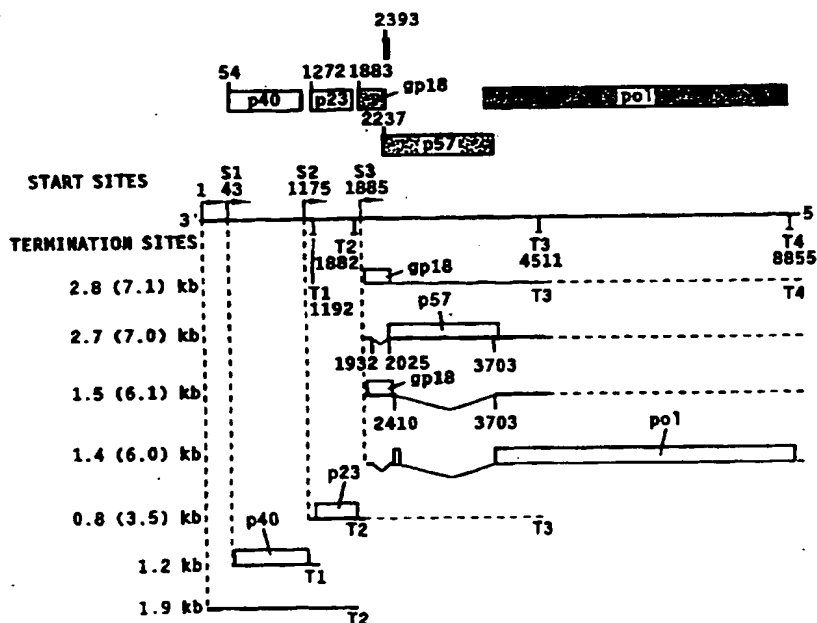 2393
54 1272 1883 gp18
p40 p23 pol
2237
p57
START SITES
S1 S2 S3
1 43 1175 1885
3' 5
TERMINATION SITES
T2 T3 T4
1882 4511 8855
gp18
2.8 (7.1) kb T1 T3 T4
1192
p57
2.7 (7.0) kb
1932 2025 3703
gp18
1.5 (6.1) kb
2410 3703
pol
1.4 (6.0) kb
p23
0.8 (3.5) kb
T2 T3
p40
1.2 kb
T1
1.9 kb
T2